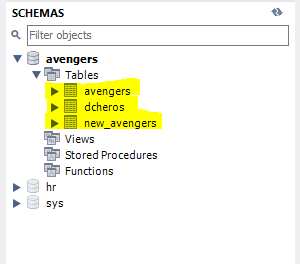 SCHEMAS
Filter objects
avengers
Tables
avengers
dcheros
new_avengers
Views
Stored Procedures
Functions
hr
sys